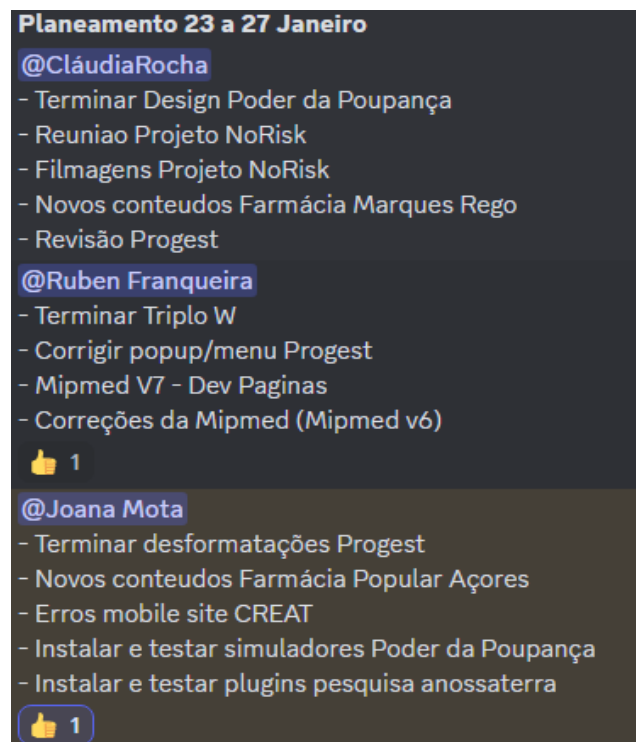 Planeamento 23 a 27 Janeiro
@CláudiaRocha
- Terminar Design Poder da Poupança
- Reuniao Projeto NoRisk
- Filmagens Projeto NoRisk
- Novos conteudos Farmácia Marques Rego
- Revisão Progest
@Ruben Franqueira
- Terminar Triplo W
- Corrigir popup/menu Progest
- Mipmed V7 - Dev Paginas
- Correções da Mipmed (Mipmed v6)
👍 1
@Joana Mota
- Terminar desformatações Progest
- Novos conteudos Farmácia Popular Açores
- Erros mobile site CREAT
- Instalar e testar simuladores Poder da Poupança
- Instalar e testar plugins pesquisa anossaterra
👍 1